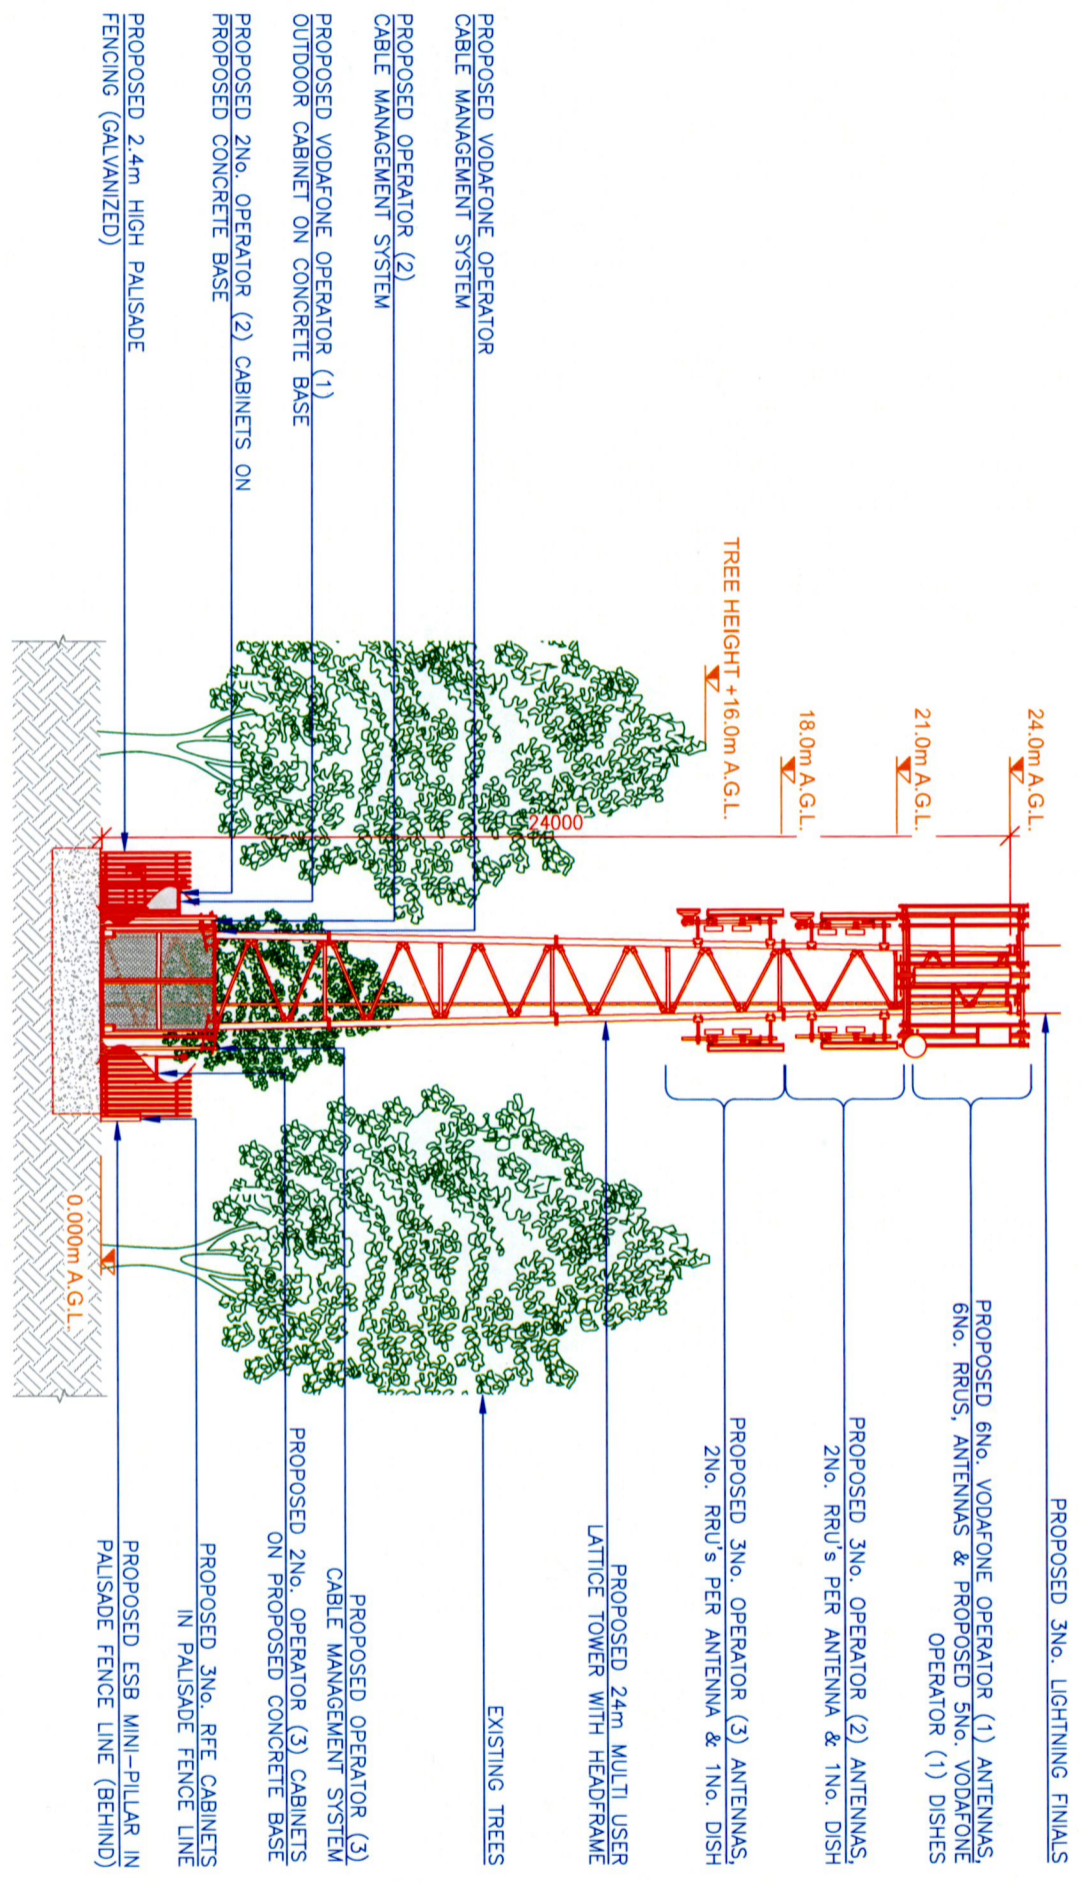 PROPOSED 3No. LIGHTNING FINIALS
24.0m A.G.L.
21.0m A.G.L.
18.0m A.G.L.
TREE HEIGHT +16.0m A.G.L.
24000
PROPOSED 6No. VODAFONE OPERATOR (1) ANTENNAS,
6No. RRUS, ANTENNAS & PROPOSED 5No. VODAFONE
OPERATOR (1) DISHES
PROPOSED 3No. OPERATOR (2) ANTENNAS,
2No. RRU's PER ANTENNA & 1No. DISH
PROPOSED 3No. OPERATOR (3) ANTENNAS,
2No. RRU's PER ANTENNA & 1No. DISH
PROPOSED 24m MULTI USER
LATTICE TOWER WITH HEADFRAME
PROPOSED VODAFONE OPERATOR
CABLE MANAGEMENT SYSTEM
EXISTING TREES
PROPOSED OPERATOR (2)
CABLE MANAGEMENT SYSTEM
PROPOSED OPERATOR (3)
CABLE MANAGEMENT SYSTEM
PROPOSED VODAFONE OPERATOR (1)
OUTDOOR CABINET ON CONCRETE BASE
PROPOSED 2No. OPERATOR (3) CABINETS
ON PROPOSED CONCRETE BASE
PROPOSED 2No. OPERATOR (2) CABINETS ON
PROPOSED CONCRETE BASE
PROPOSED 3No. RFE CABINETS
IN PALISADE FENCE LINE
PROPOSED 2.4m HIGH PALISADE
FENCING (GALVANIZED)
PROPOSED ESB MINI-PILLAR IN
PALISADE FENCE LINE (BEHIND)
0.000m A.G.L.